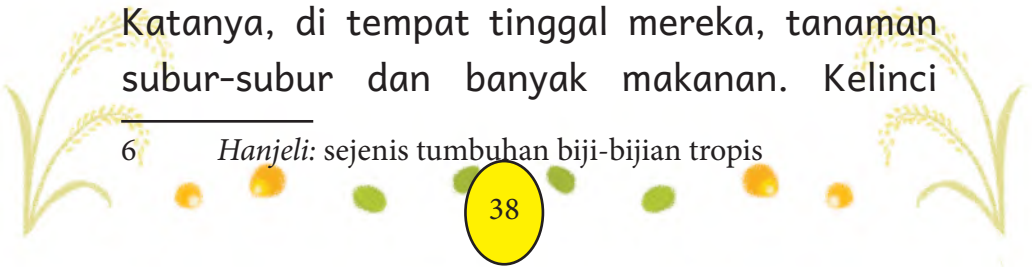 Katanya, di tempat tinggal mereka, tanaman
subur-subur dan banyak makanan. Kelinci
6 Hanjeli: sejenis tumbuhan biji-bijian tropis
38